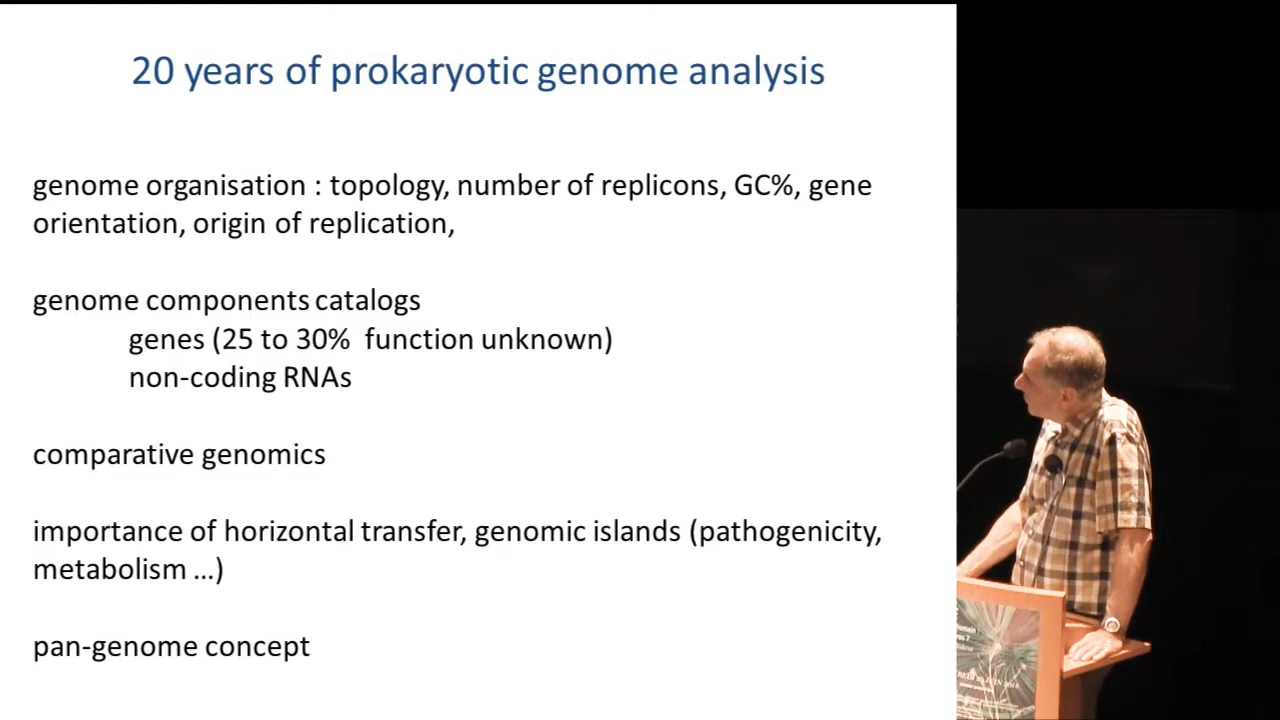 20 years of prokaryotic genome analysis
genome organisation : topology, number of replicons, GC%, gene
orientation, origin of replication,
genome components catalogs
genes (25 to 30%  function unknown)
non-coding RNAs
comparative genomics
importance of horizontal transfer, genomic islands (pathogenicity,
metabolism ...)
pan-genome concept